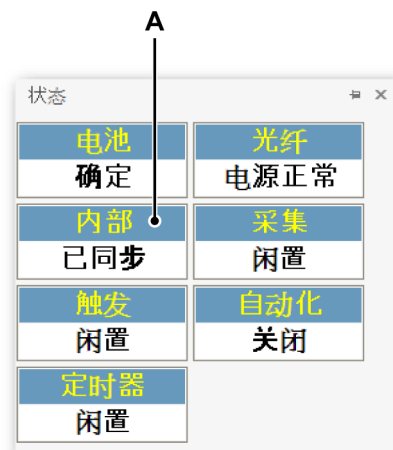 A
状态
电池
确定
光纤
电源正常
内部
已同步
采集
闲置
触发
闲置
自动化
关闭
定时器
闲置